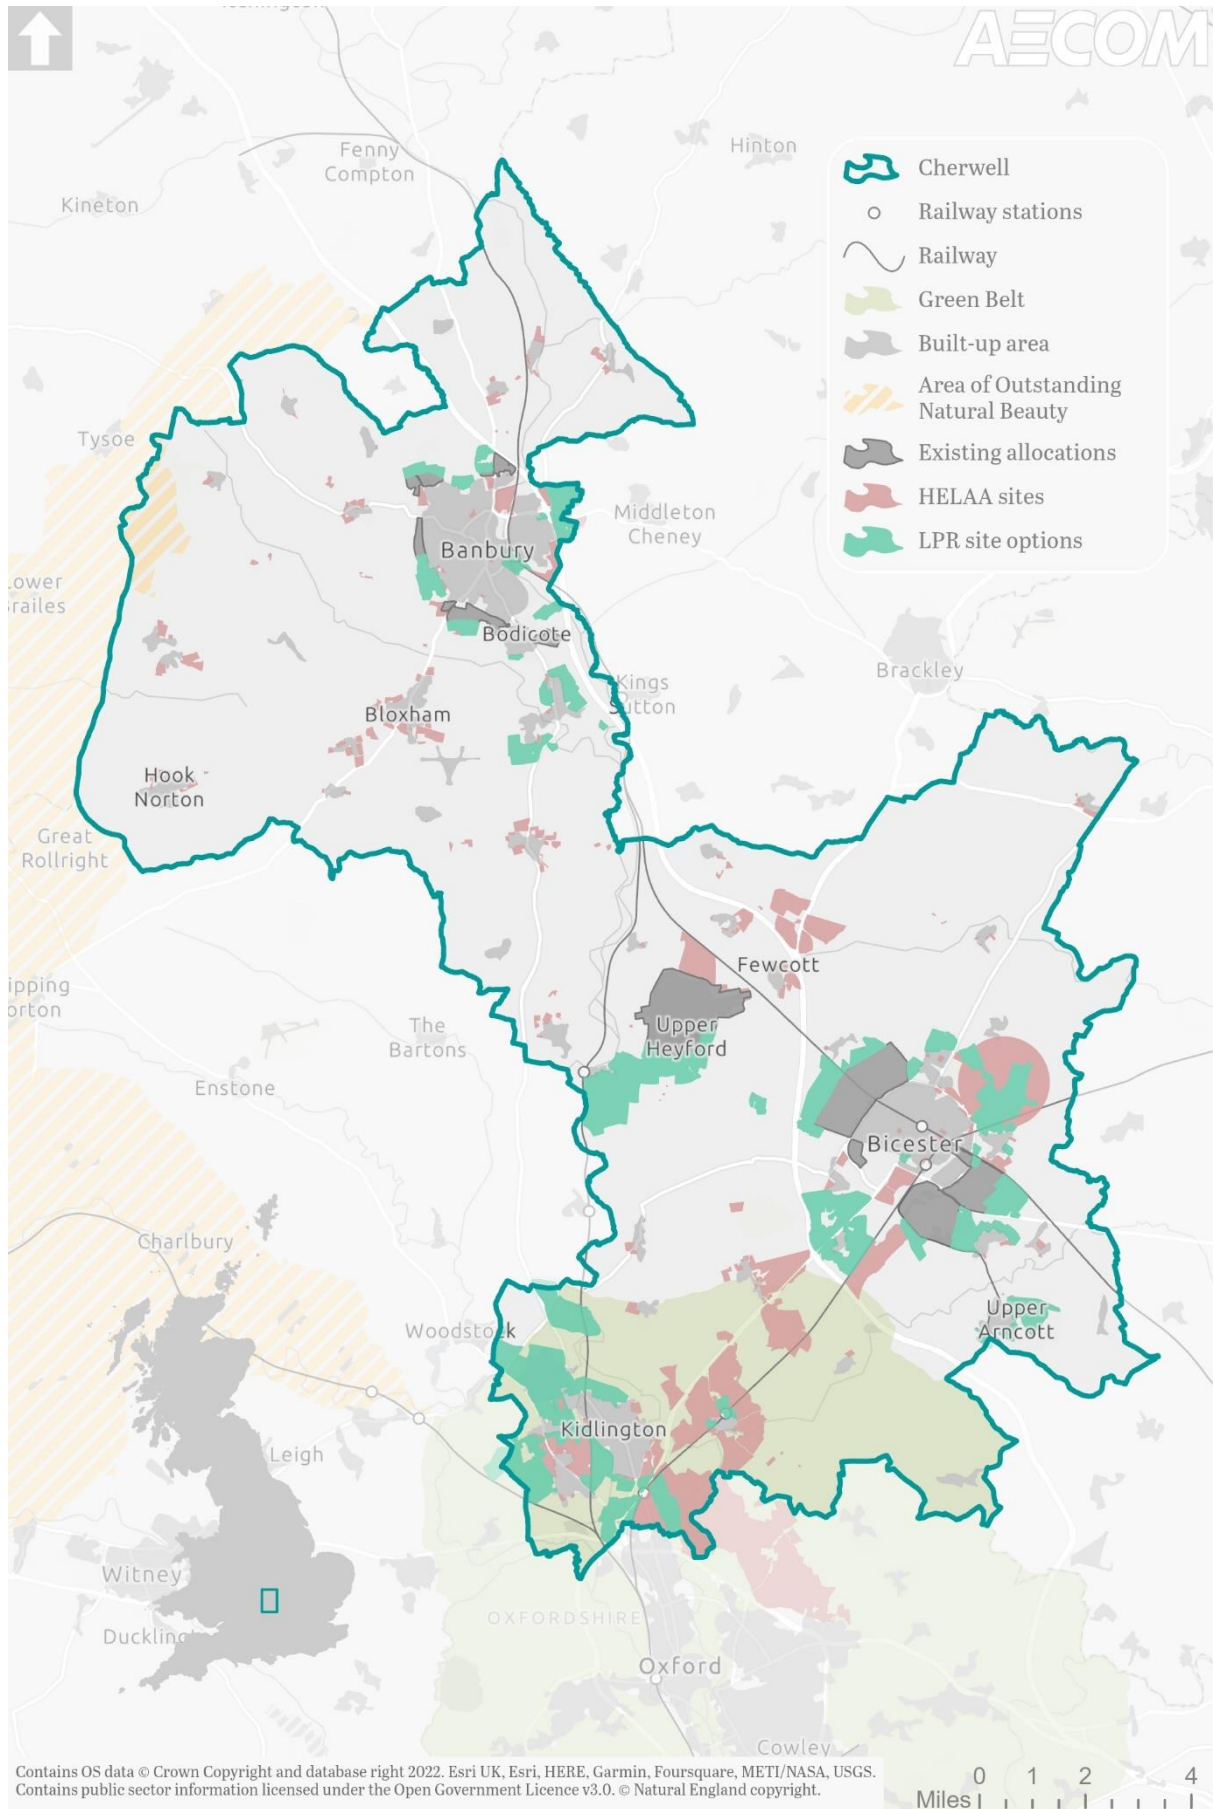 AECOM
Fenny
Compton
Hinton
Kineton
Cherwell
Railway stations
Railway
Green Belt
Built-up area
Area of Outstanding
Natural Beauty
Existing allocations
HELAA sites
LPR site options
Tysoe
Middleton
Cheney
Banbury
Bodicote
Brackley
Kings
Sutton
Bloxham
Hook
Norton
Great
Rollright
Fewcott
Upper
Heyford
The
Bartons
Enstone
Bicester
Charlbury
Upper
Arncott
Woodstock
Kidlington
Leigh
Witney
OXFORDSHIRE
Oxford
Cowley
Contains OS data © Crown Copyright and database right 2022. Esri UK, Esri, HERE, Garmin, Foursquare, METI/NASA, USGS.
Contains public sector information licensed under the Open Government Licence v3.0. © Natural England copyright.
0 1 2 4
Miles